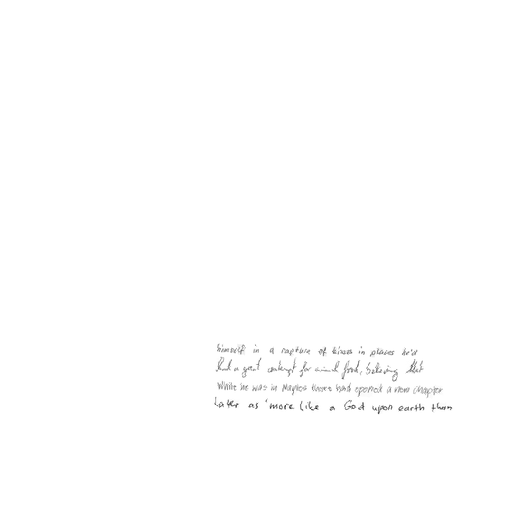 himself in a rapture of kisses in places he'd
had a great contempt for animal food, believing that
While he was in Naples there had opened a new chapter
Later as 'more like a God upon earth than